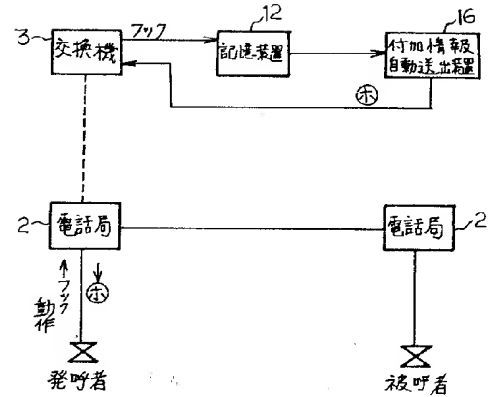 12
16
3
交換機
フック
記憶装置
付加情報
自動送出装置
ホ
2
電話局
電話局
2
フック
動作
ホ
発呼者
被呼者